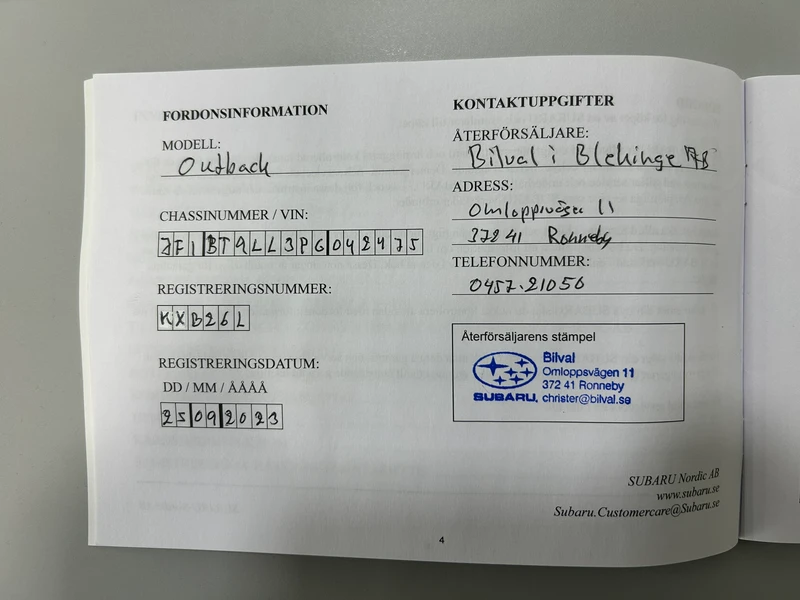 FORDONSINFORMATION
MODELL:
Outback
CHASSINUMMER / VIN:
JF1BT9LL3PG042475
REGISTRERINGSNUMMER:
KXB26L
REGISTRERINGSDATUM:
DD / MM / ÅÅÅÅ
25092023
KONTAKTUPPGIFTER
ÅTERFÖRSÄLJARE:
Bilval i Blekinge AB
ADRESS:
Omloppsvägen 11
372 41 Ronneby
TELEFONNUMMER:
0457-21050
Återförsäljarens stämpel
Bilval
Omloppsvägen 11
372 41 Ronneby
SUBARU. christer@bilval.se
SUBARU Nordic AB
www.subaru.se
Subaru.Customercare@Subaru.se
4